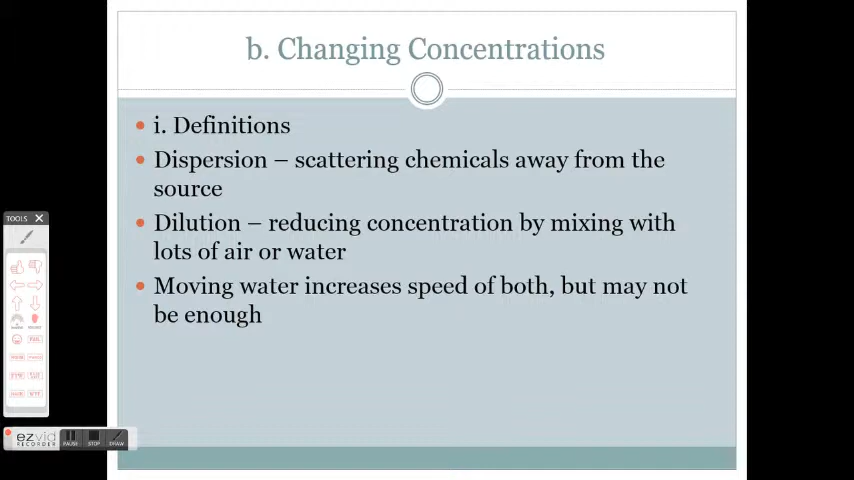 b. Changing Concentrations
i. Definitions
Dispersion – scattering chemicals away from the
source
Dilution – reducing concentration by mixing with
lots of air or water
Moving water increases speed of both, but may not
be enough
TOOLS
ezvid
RECORDER
PAUSE
STOP
DRAW